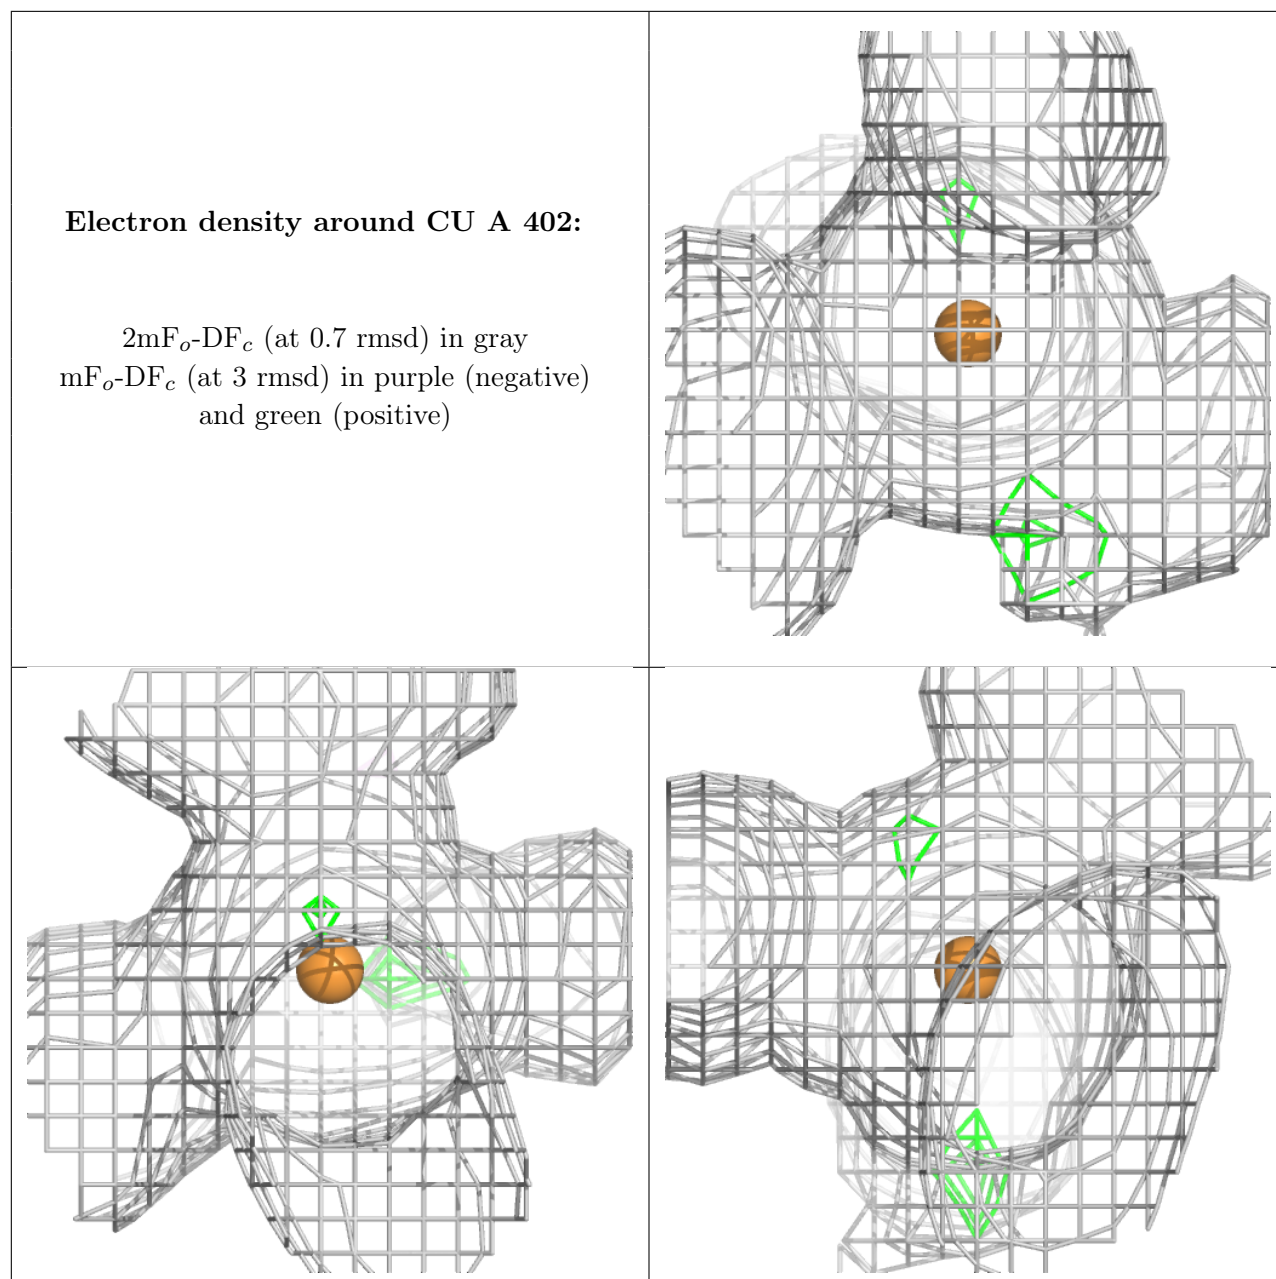 Electron density around CU A 402:
2mFo-DFc (at 0.7 rmsd) in gray
mFo-DFc (at 3 rmsd) in purple (negative)
and green (positive)